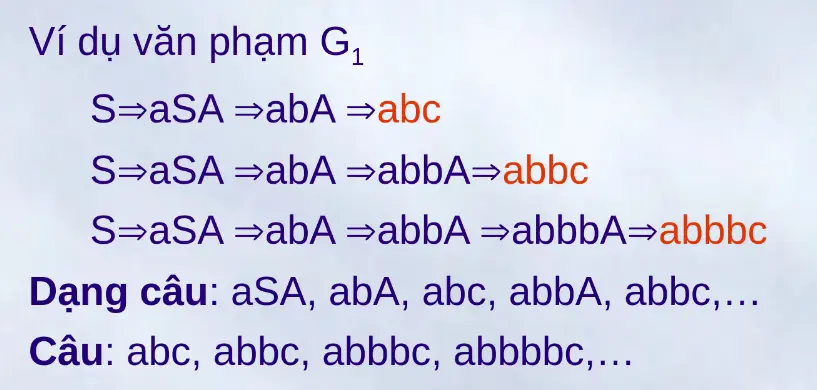 Ví dụ văn phạm G₁
S⇒aSA ⇒abA ⇒abc
S⇒aSA ⇒abA ⇒abbA⇒abbc
S⇒aSA ⇒abA ⇒abbA ⇒abbbA⇒abbbc
Dạng câu: aSA, abA, abc, abbA, abbc,…
Câu: abc, abbc, abbbc, abbbbc,…